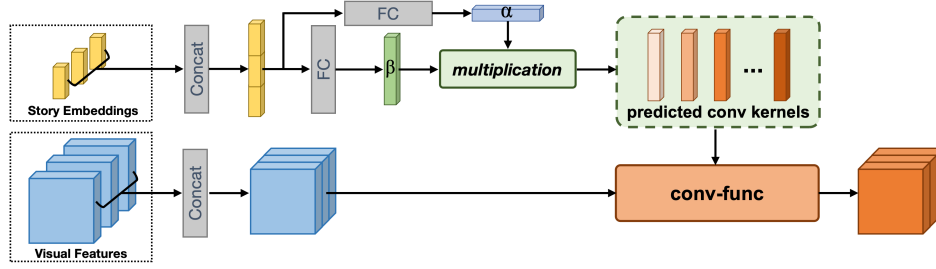 FC
α
Concat
FC
β
multiplication
...
Story Embeddings
predicted conv kernels
Concat
conv-func
Visual Features